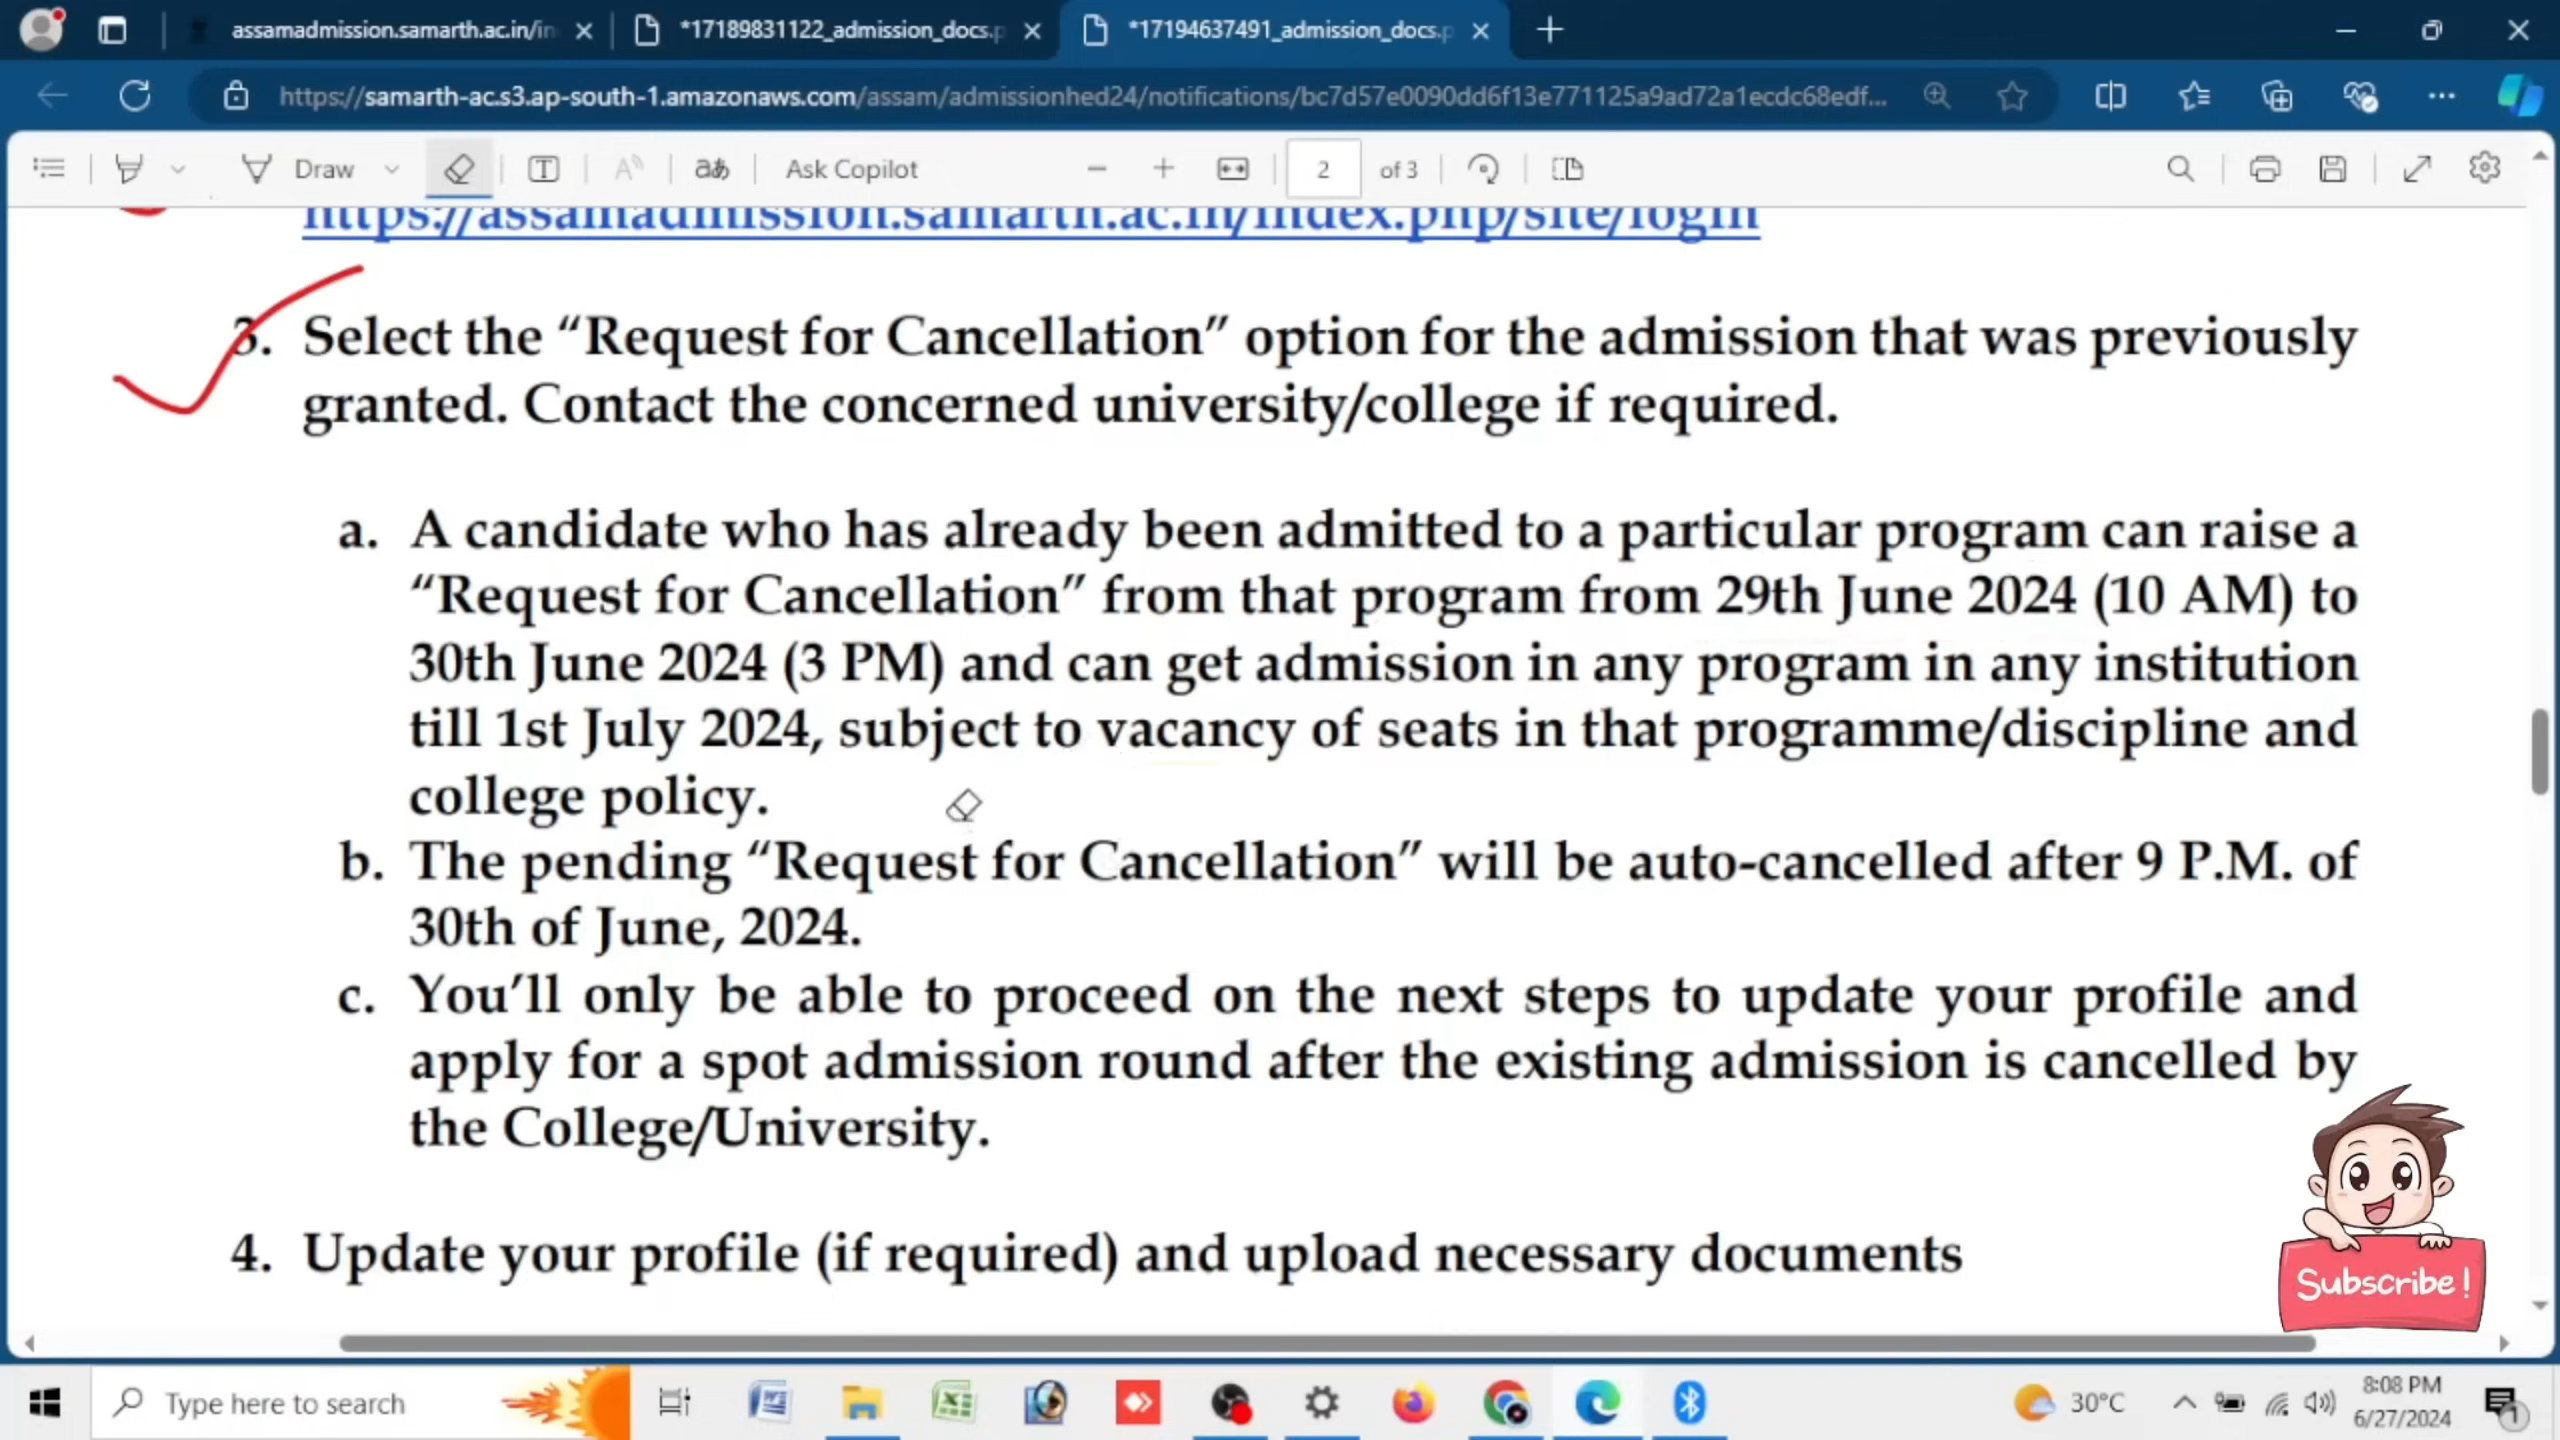 assamadmission.samarth.ac.in/in
*17189831122_admission_docs.p
*17194637491_admission_docs.p
https://samarth-ac.s3.ap-south-1.amazonaws.com/assam/admissionhed24/notifications/bc7d57e0090dd6f13e771125a9ad72a1ecdc68edf...
Draw
Ask Copilot
2 of 3
https://assamadmission.samarth.ac.in/index.php/site/login
3. Select the “Request for Cancellation” option for the admission that was previously
granted. Contact the concerned university/college if required.
a. A candidate who has already been admitted to a particular program can raise a
“Request for Cancellation” from that program from 29th June 2024 (10 AM) to
30th June 2024 (3 PM) and can get admission in any program in any institution
till 1st July 2024, subject to vacancy of seats in that programme/discipline and
college policy.
b. The pending “Request for Cancellation” will be auto-cancelled after 9 P.M. of
30th of June, 2024.
c. You’ll only be able to proceed on the next steps to update your profile and
apply for a spot admission round after the existing admission is cancelled by
the College/University.
4. Update your profile (if required) and upload necessary documents
Subscribe!
Type here to search
30°C
8:08 PM
6/27/2024
1